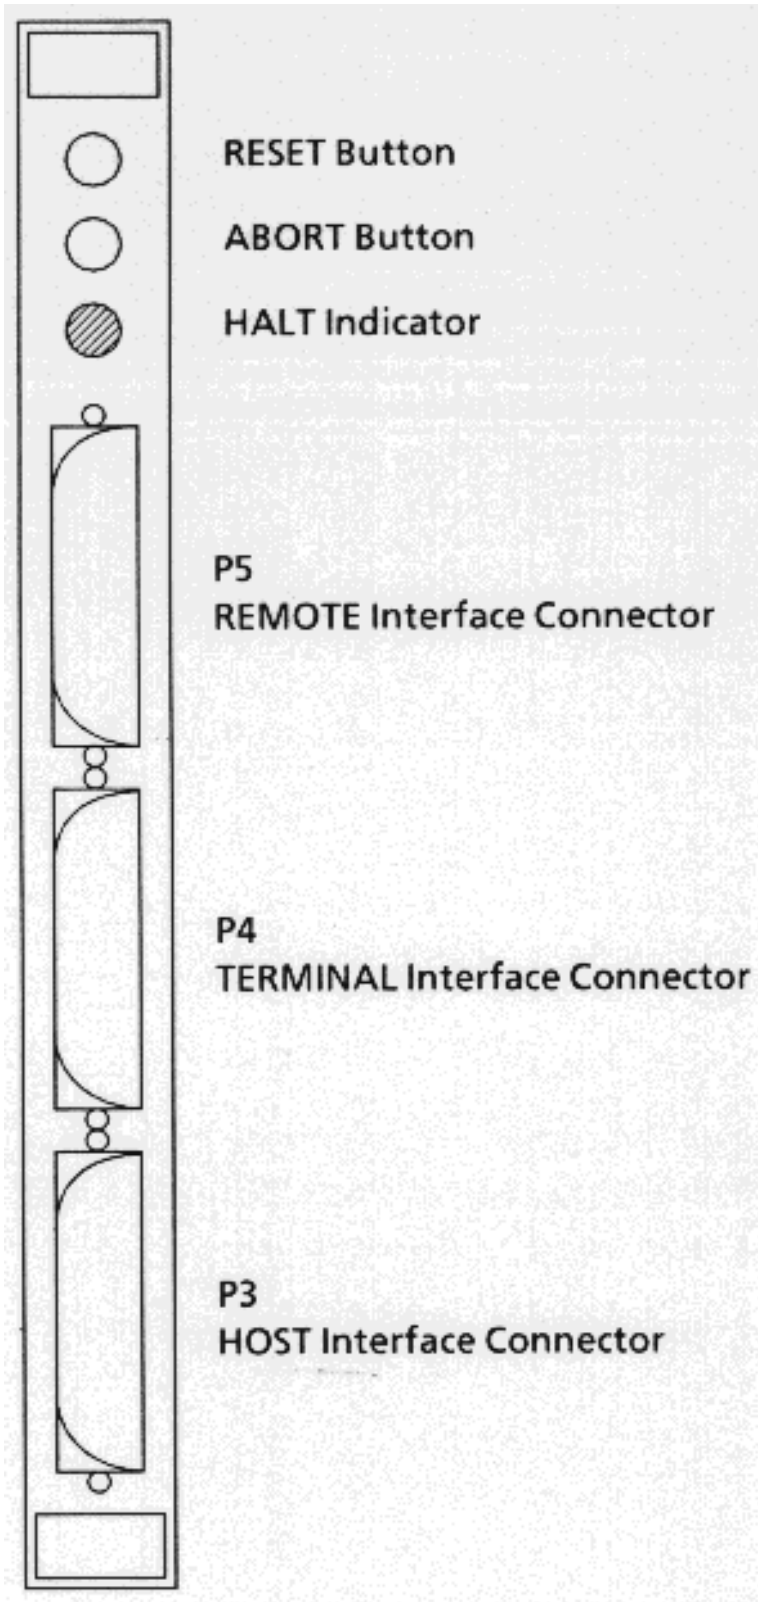 RESET Button
ABORT Button
HALT Indicator
P5
REMOTE Interface Connector
P4
TERMINAL Interface Connector
P3
HOST Interface Connector